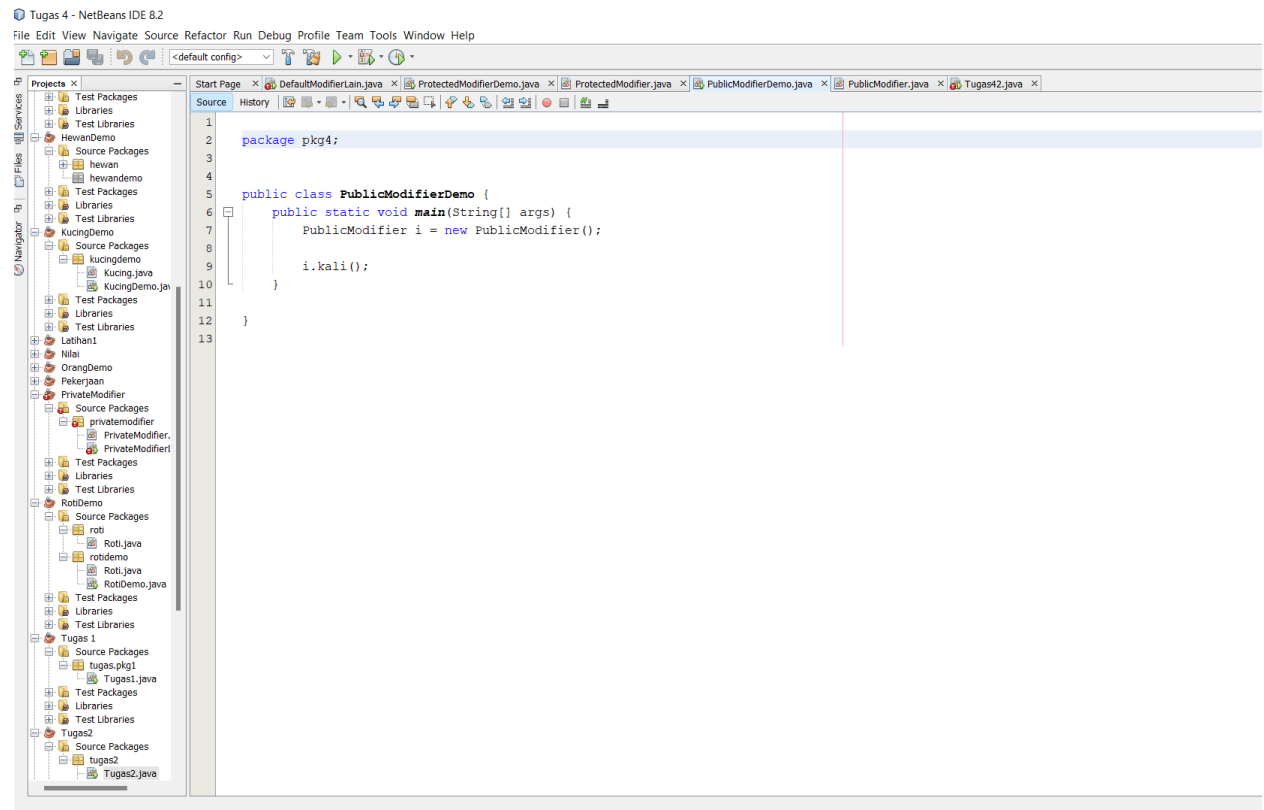 Tugas 4 - NetBeans IDE 8.2
File Edit View Navigate Source Refactor Run Debug Profile Team Tools Window Help
<default config>
Projects
Start Page
DefaultModifierLain.java
ProtectedModifierDemo.java
ProtectedModifier.java
PublicModifierDemo.java
PublicModifier.java
Tugas42.java
Services
Files
Navigator
Test Packages
Libraries
Test Libraries
HewanDemo
Source Packages
hewan
hewandemo
Test Packages
Libraries
Test Libraries
KucingDemo
Source Packages
kucingdemo
Kucing.java
KucingDemo.jav
Test Packages
Libraries
Test Libraries
Latihan1
Nilai
OrangDemo
Pekerjaan
PrivateModifier
Source Packages
privatemodifier
PrivateModifier.
PrivateModifierD
Test Packages
Libraries
Test Libraries
RotiDemo
Source Packages
roti
Roti.java
rotidemo
Roti.java
RotiDemo.java
Test Packages
Libraries
Test Libraries
Tugas 1
Source Packages
tugas.pkg1
Tugas1.java
Test Packages
Libraries
Test Libraries
Tugas2
Source Packages
tugas2
Tugas2.java
Source History
1
2 package pkg4;
3
4
5 public class PublicModifierDemo {
6 public static void main(String[] args) {
7 PublicModifier i = new PublicModifier();
8
9 i.kali();
10 }
11
12 }
13